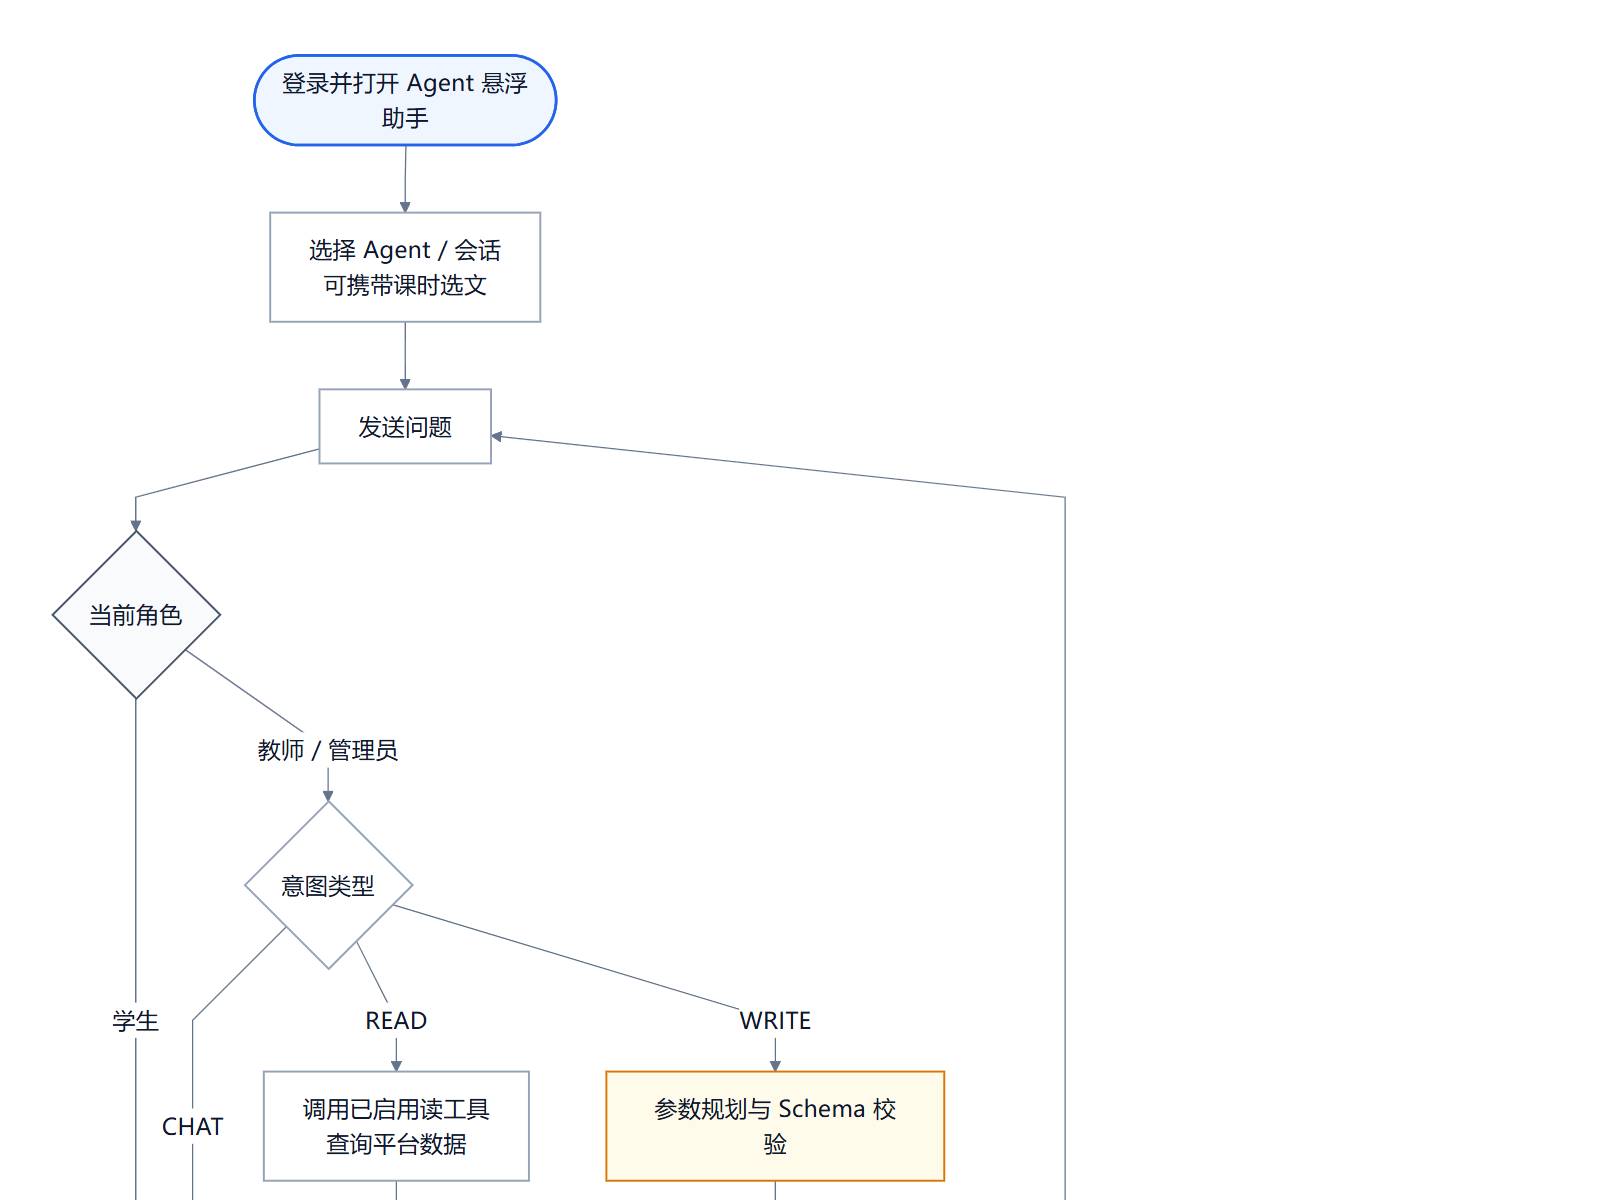 登录并打开 Agent 悬浮
助手
选择 Agent / 会话
可携带课时选文
发送问题
当前角色
教师 / 管理员
意图类型
学生
READ
WRITE
CHAT
调用已启用读工具
查询平台数据
参数规划与 Schema 校
验